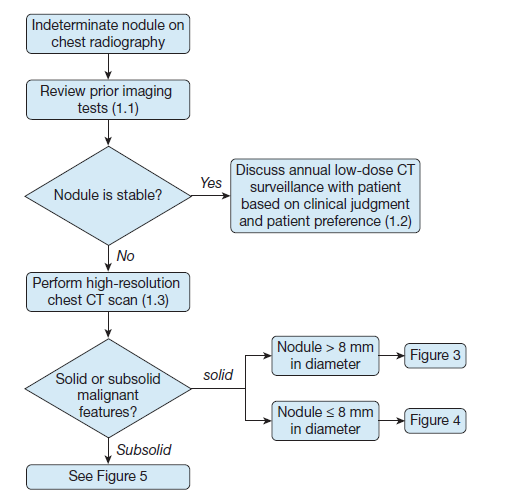 Indeterminate nodule on
chest radiography
Review prior imaging
tests (1.1)
Nodule is stable?
Yes
Discuss annual low-dose CT
surveillance with patient
based on clinical judgment
and patient preference (1.2)
No
Perform high-resolution
chest CT scan (1.3)
Solid or subsolid
malignant
features?
solid
Nodule > 8 mm
in diameter
Figure 3
Nodule ≤ 8 mm
in diameter
Figure 4
Subsolid
See Figure 5